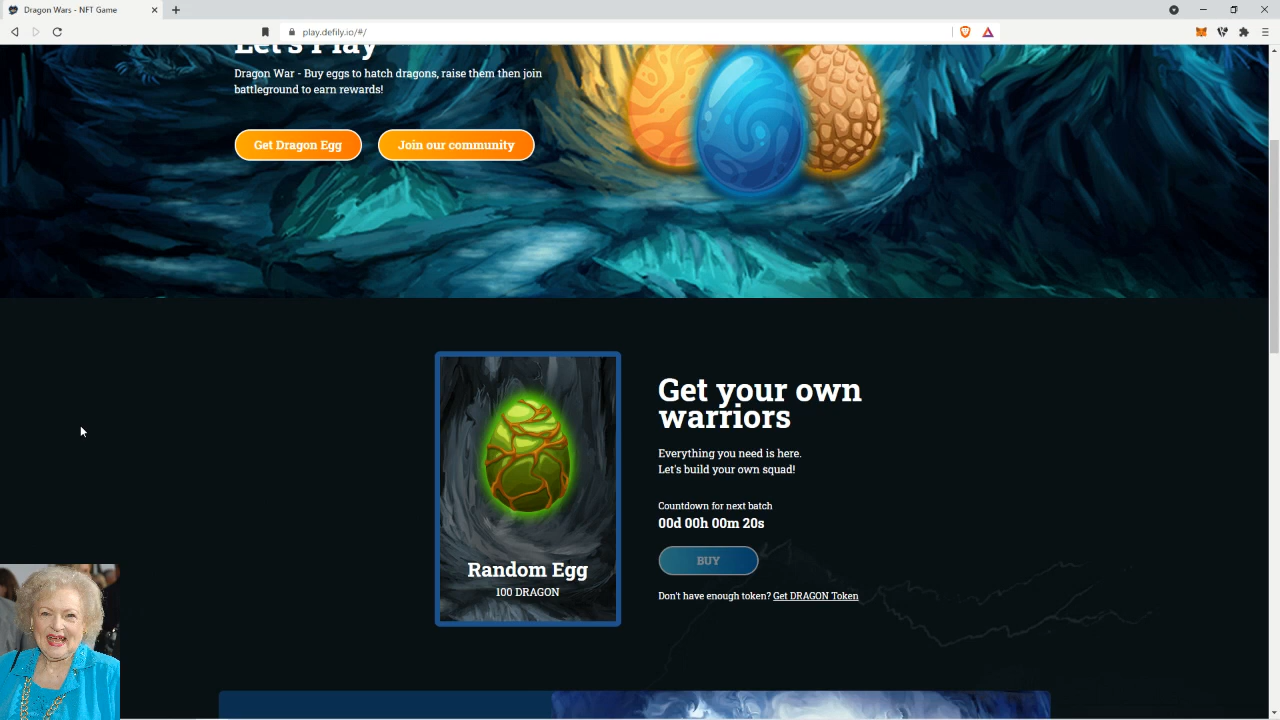 Dragon Wars - NFT Game
play.defily.io/#/
Let's Play
Dragon War - Buy eggs to hatch dragons, raise them then join
battleground to earn rewards!
Get Dragon Egg
Join our community
Get your own
warriors
Everything you need is here.
Let's build your own squad!
Countdown for next batch
00d 00h 00m 20s
BUY
Don't have enough token? Get DRAGON Token
Random Egg
100 DRAGON